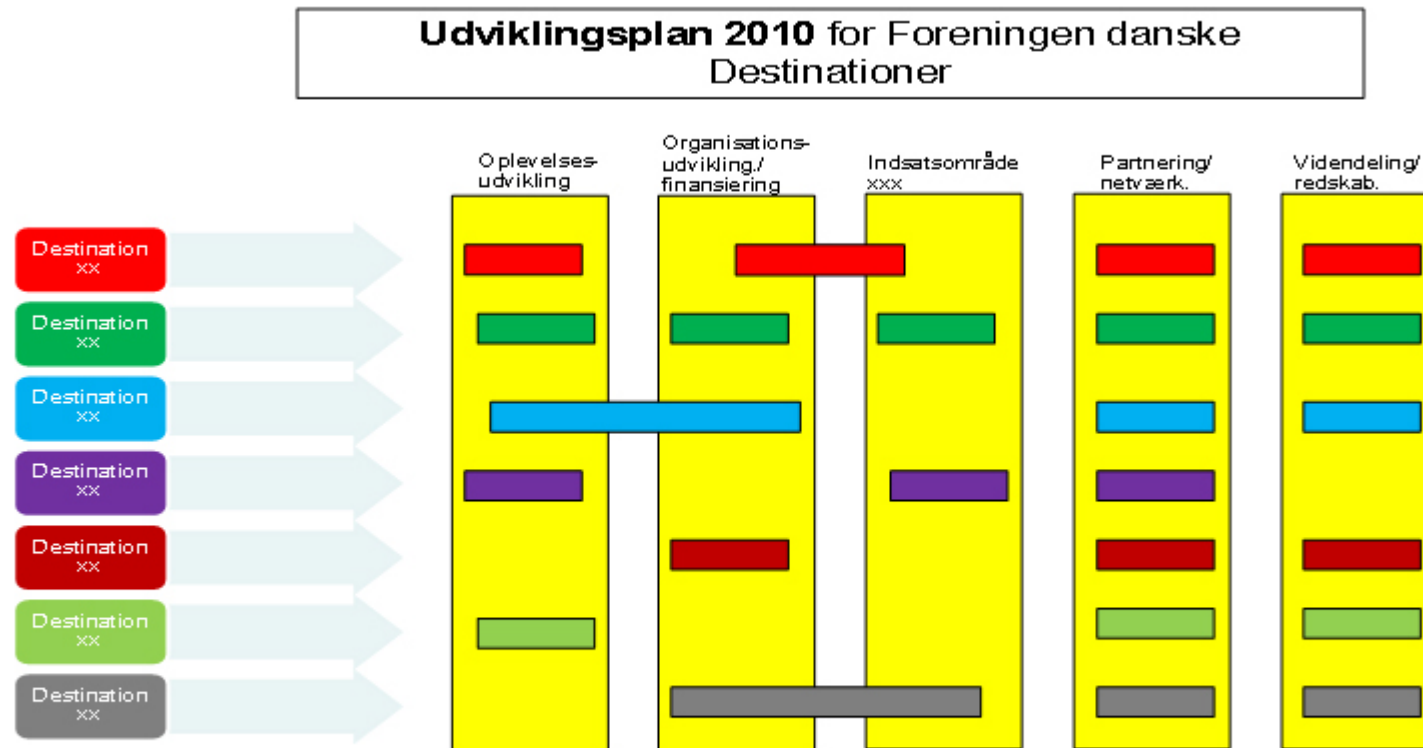 Udviklingsplan 2010 for Foreningen danske
Destinationer
Oplevelses-
udvikling
Organisations-
udvikling./
finansiering
Indsatsområde
xxx
Partnering/
netværk.
Videndeling/
redskab.
Destination
xx
Destination
xx
Destination
xx
Destination
xx
Destination
xx
Destination
xx
Destination
xx